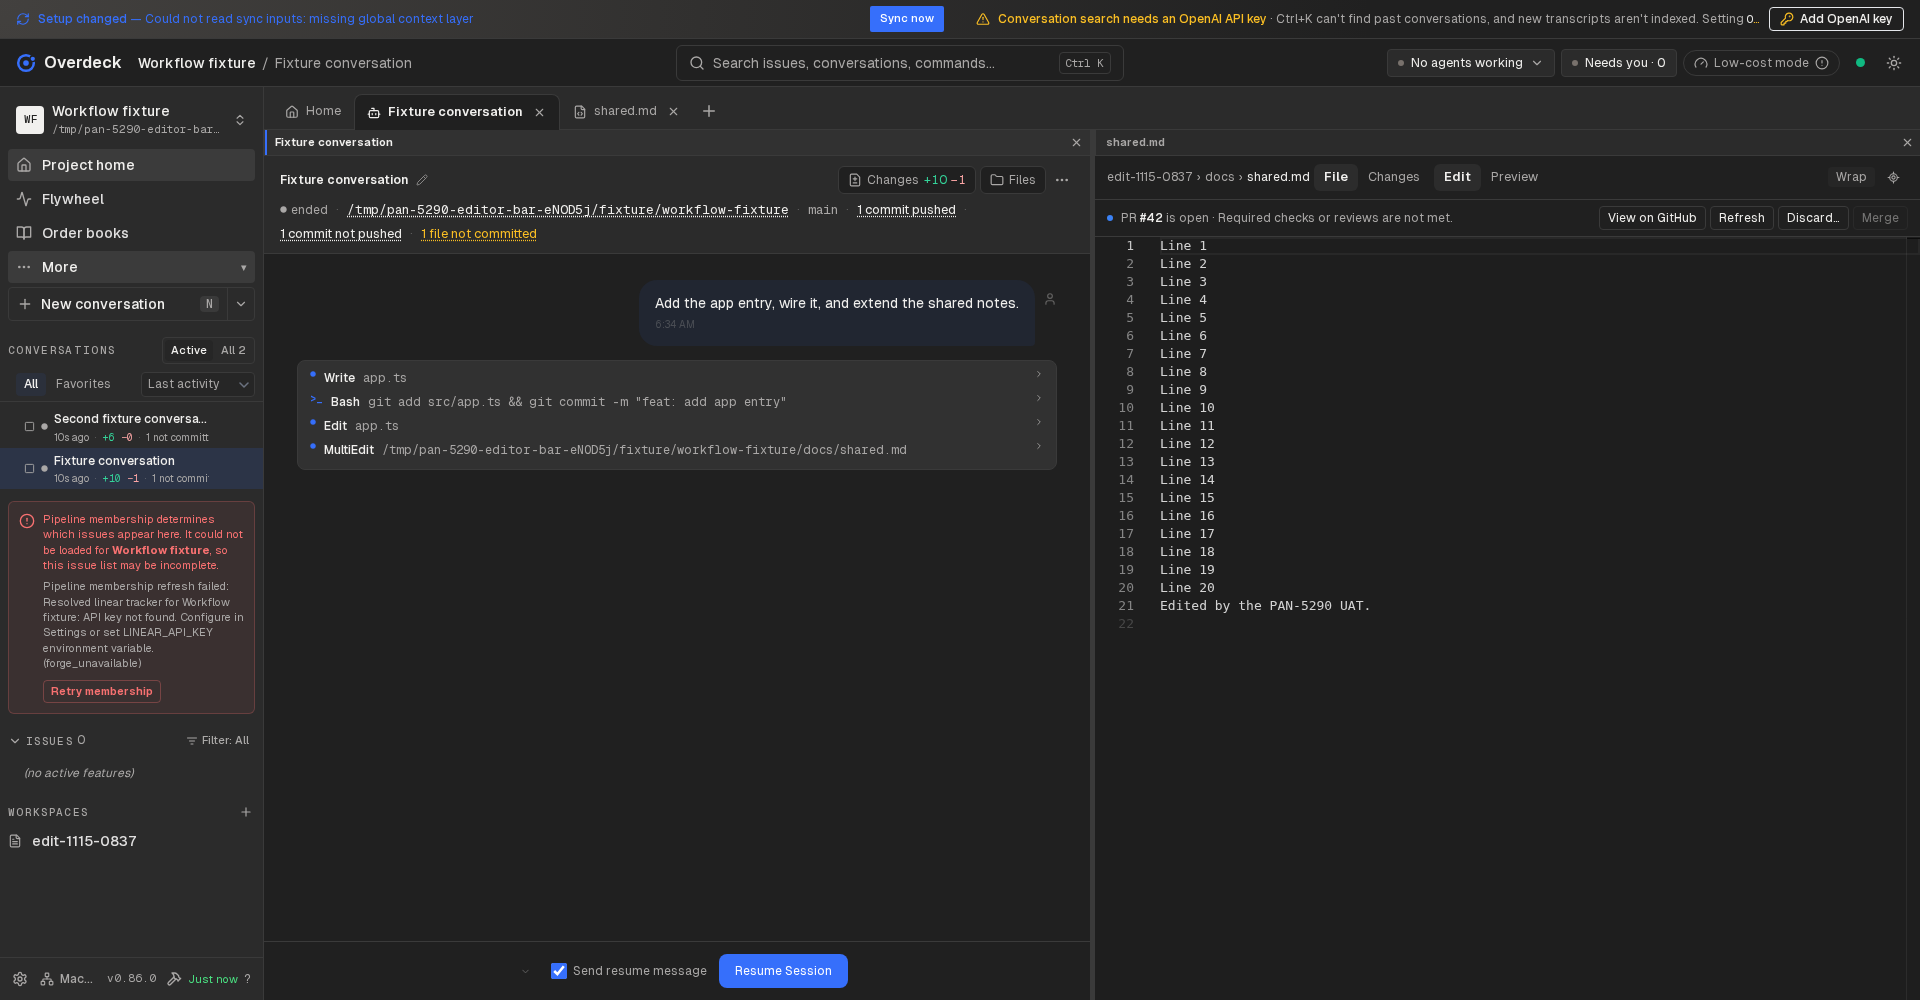 Setup changed — Could not read sync inputs: missing global context layer
Sync now
Conversation search needs an OpenAI API key · Ctrl+K can't find past conversations, and new transcripts aren't indexed. Setting 0…
Add OpenAI key
Overdeck
Workflow fixture / Fixture conversation
Search issues, conversations, commands...
Ctrl K
No agents working
Needs you · 0
Low-cost mode
WF
Workflow fixture
/tmp/pan-5290-editor-bar…
Project home
Flywheel
Order books
More
New conversation
N
CONVERSATIONS
Active
All 2
All
Favorites
Last activity
Second fixture conversa...
10s ago · +6 −0 · 1 not committ
Fixture conversation
10s ago · +10 −1 · 1 not commi
Pipeline membership determines
which issues appear here. It could not
be loaded for Workflow fixture, so
this issue list may be incomplete.
Pipeline membership refresh failed:
Resolved linear tracker for Workflow
fixture: API key not found. Configure in
Settings or set LINEAR_API_KEY
environment variable.
(forge_unavailable)
Retry membership
ISSUES 0
Filter: All
(no active features)
WORKSPACES
edit-1115-0837
Mac...
v0.86.0
Just now
?
Home
Fixture conversation
shared.md
Fixture conversation
Fixture conversation
Changes +10 −1
Files
ended · /tmp/pan-5290-editor-bar-eNOD5j/fixture/workflow-fixture · main · 1 commit pushed ·
1 commit not pushed · 1 file not committed
Add the app entry, wire it, and extend the shared notes.
6:34 AM
Write app.ts
>_ Bash git add src/app.ts && git commit -m "feat: add app entry"
Edit app.ts
MultiEdit /tmp/pan-5290-editor-bar-eNOD5j/fixture/workflow-fixture/docs/shared.md
Send resume message
Resume Session
shared.md
edit-1115-0837 › docs › shared.md
File
Changes
Edit
Preview
Wrap
PR #42 is open · Required checks or reviews are not met.
View on GitHub
Refresh
Discard…
Merge
1 Line 1
2 Line 2
3 Line 3
4 Line 4
5 Line 5
6 Line 6
7 Line 7
8 Line 8
9 Line 9
10 Line 10
11 Line 11
12 Line 12
13 Line 13
14 Line 14
15 Line 15
16 Line 16
17 Line 17
18 Line 18
19 Line 19
20 Line 20
21 Edited by the PAN-5290 UAT.
22